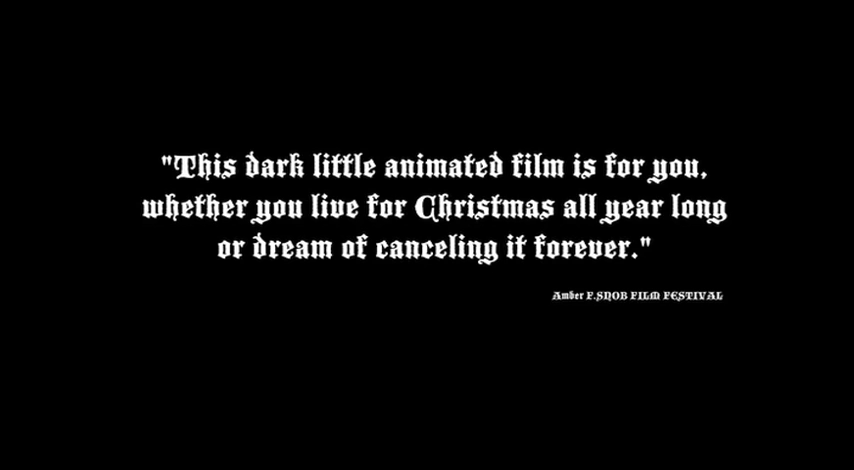 "This dark little animated film is for you,
whether you live for Christmas all year long
or dream of canceling it forever."
Amber F.SNOB FILM FESTIVAL